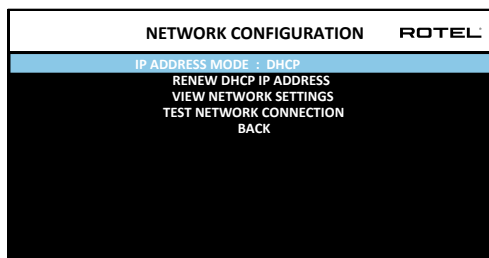 NETWORK CONFIGURATION ROTEL
IP ADDRESS MODE : DHCP
RENEW DHCP IP ADDRESS
VIEW NETWORK SETTINGS
TEST NETWORK CONNECTION
BACK